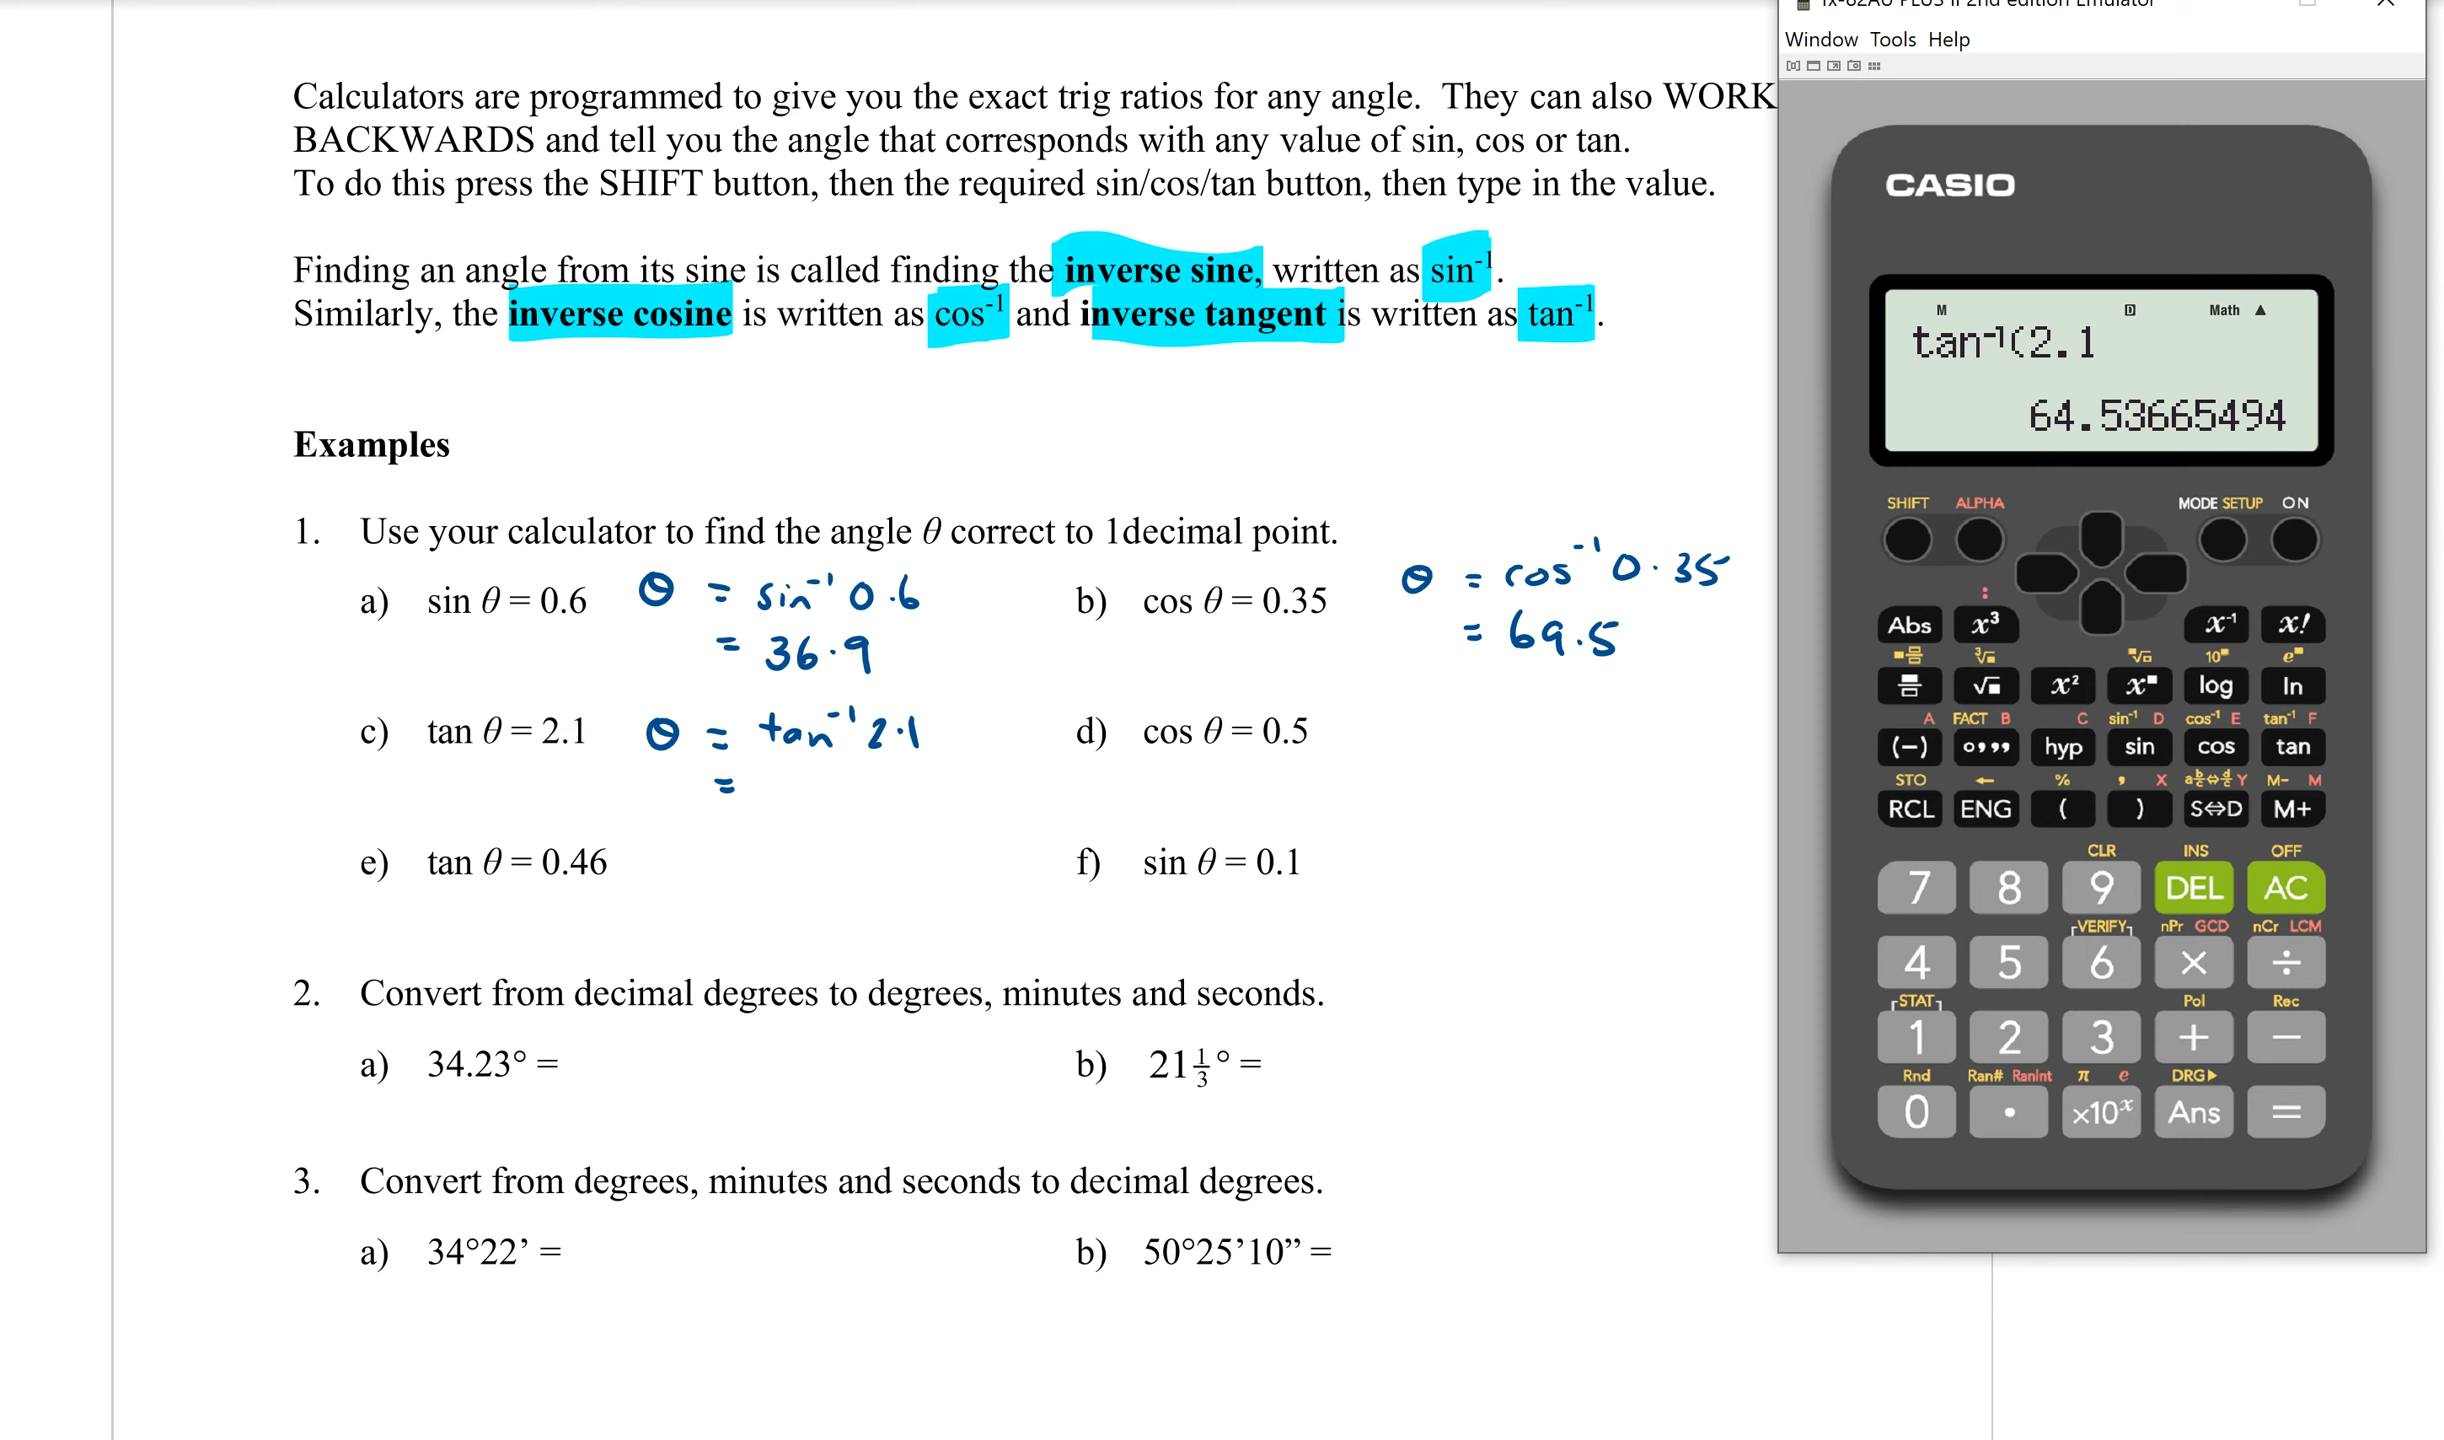 fx-82AU PLUS II 2nd edition Emulator
Window Tools Help
Calculators are programmed to give you the exact trig ratios for any angle. They can also WORK
BACKWARDS and tell you the angle that corresponds with any value of sin, cos or tan.
To do this press the SHIFT button, then the required sin/cos/tan button, then type in the value.
Finding an angle from its sine is called finding the inverse sine, written as sin⁻¹.
Similarly, the inverse cosine is written as cos⁻¹ and inverse tangent is written as tan⁻¹.
Examples
1. Use your calculator to find the angle θ correct to 1decimal point.
a) sin θ = 0.6 θ = sin⁻¹ 0.6
= 36.9
b) cos θ = 0.35 θ = cos⁻¹ 0.35
= 69.5
c) tan θ = 2.1 θ = tan⁻¹ 2.1
=
d) cos θ = 0.5
e) tan θ = 0.46
f) sin θ = 0.1
2. Convert from decimal degrees to degrees, minutes and seconds.
a) 34.23° =
b) 21⅓° =
3. Convert from degrees, minutes and seconds to decimal degrees.
a) 34°22’ =
b) 50°25’10” =
CASIO
M D Math ▲
tan⁻¹(2.1
64.53665494
SHIFT ALPHA MODE SETUP ON
:
Abs x³ x⁻¹ x!
■■/■ ³√■ ■√□ 10■ e■
■/■ √■ x² x■ log ln
A FACT B C sin⁻¹ D cos⁻¹ E tan⁻¹ F
(−) °’’’ hyp sin cos tan
STO ← % , X a b/c⇔d/c Y M− M
RCL ENG ( ) S⇔D M+
CLR INS OFF
7 8 9 DEL AC
VERIFY nPr GCD nCr LCM
4 5 6 × ÷
STAT Pol Rec
1 2 3 + −
Rnd Ran# RanInt π e DRG▶
0 . ×10ˣ Ans =